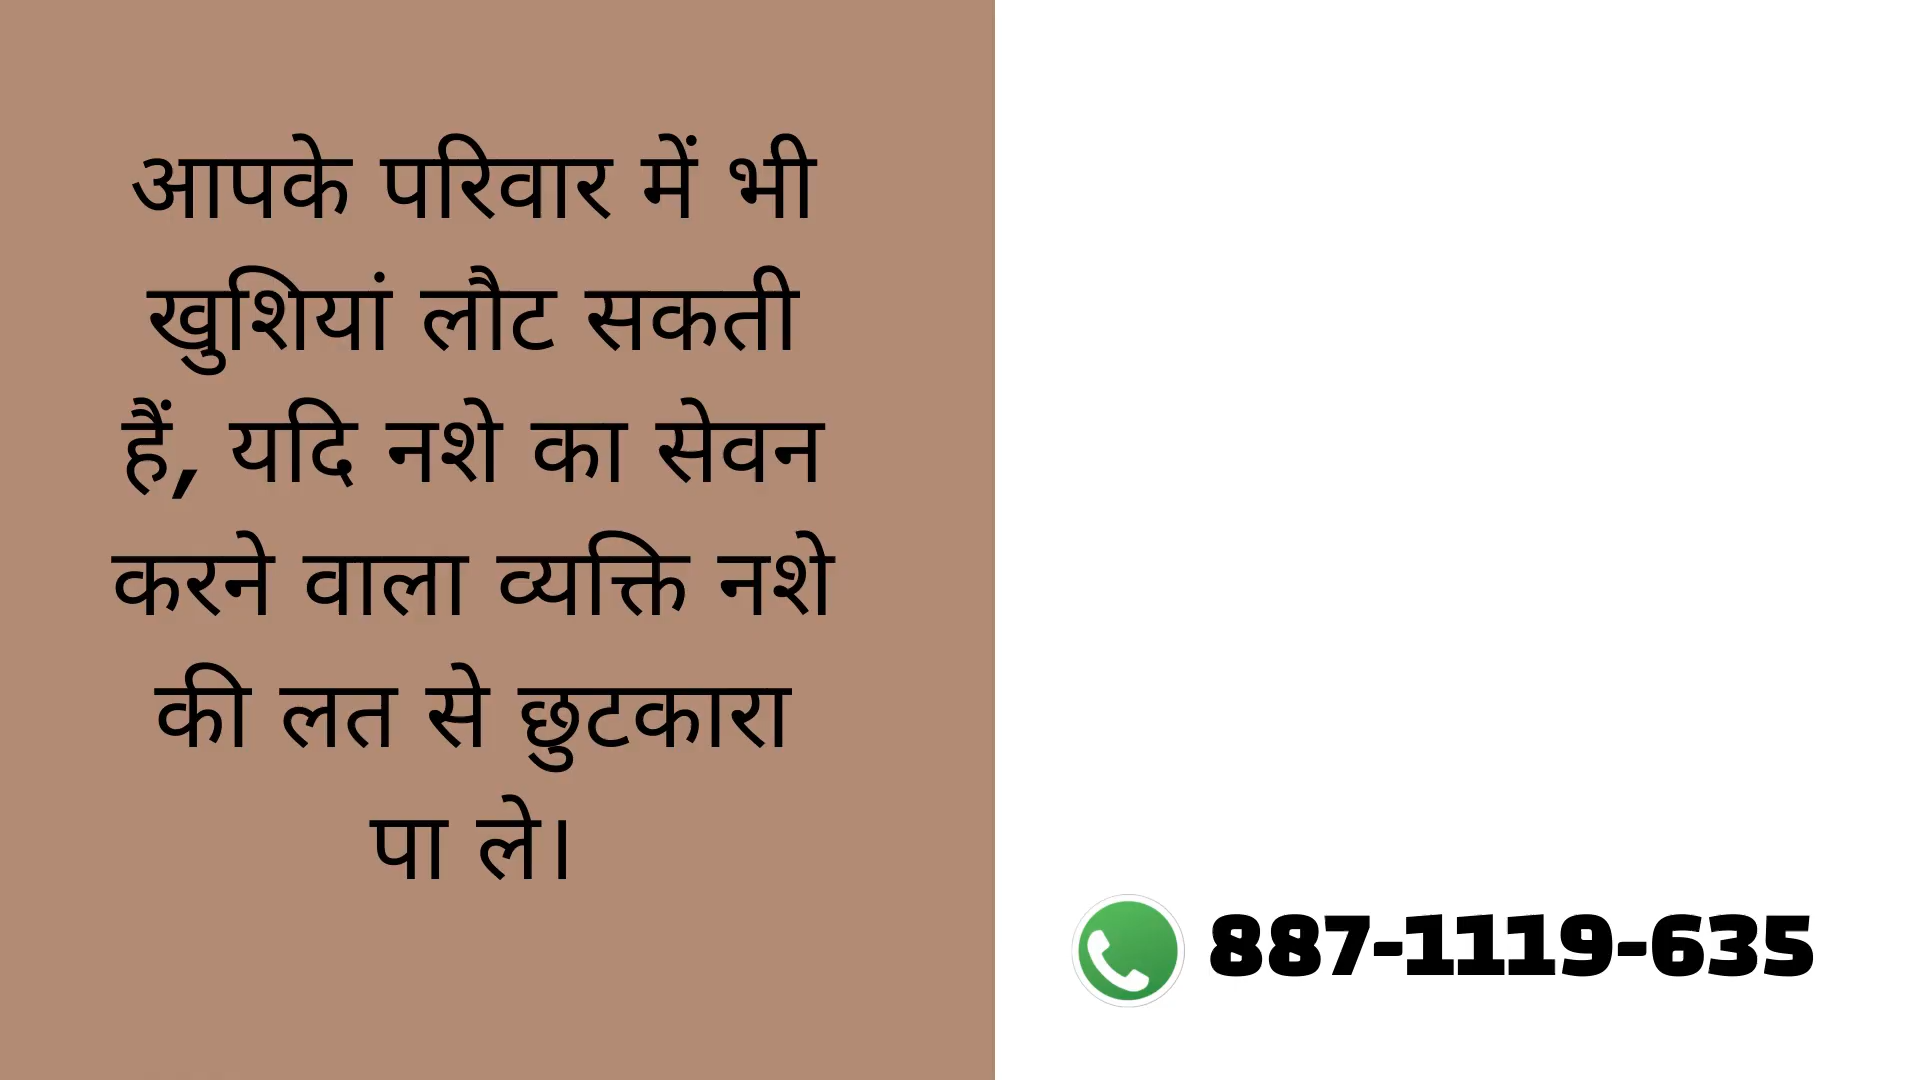 आपके परिवार में भी
खुशियां लौट सकती
हैं, यदि नशे का सेवन
करने वाला व्यक्ति नशे
की लत से छुटकारा
पा ले।
887-1119-635